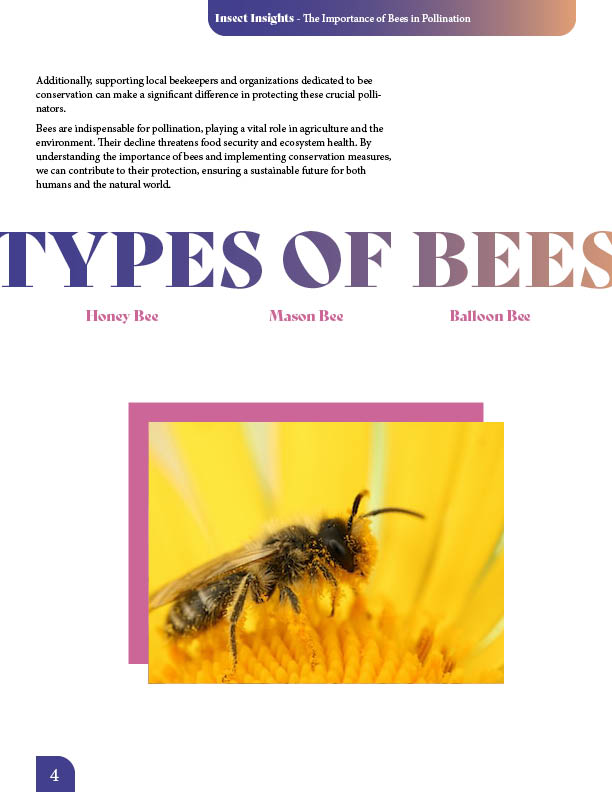 Insect Insights - The Importance of Bees in Pollination
Additionally, supporting local beekeepers and organizations dedicated to bee
conservation can make a significant difference in protecting these crucial polli-
nators.
Bees are indispensable for pollination, playing a vital role in agriculture and the
environment. Their decline threatens food security and ecosystem health. By
understanding the importance of bees and implementing conservation measures,
we can contribute to their protection, ensuring a sustainable future for both
humans and the natural world.
TYPES OF BEES
Honey Bee Mason Bee Balloon Bee
4